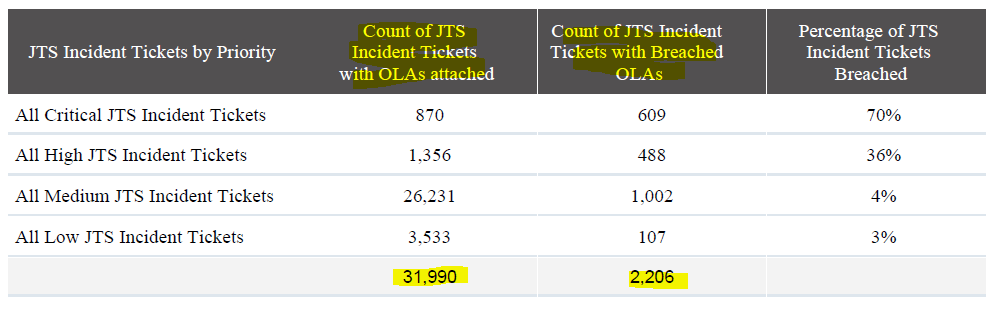 JTS Incident Tickets by Priority
Count of JTS
Incident Tickets
with OLAs attached
Count of JTS Incident
Tickets with Breached
OLAs
Percentage of JTS
Incident Tickets
Breached
All Critical JTS Incident Tickets 870 609 70%
All High JTS Incident Tickets 1,356 488 36%
All Medium JTS Incident Tickets 26,231 1,002 4%
All Low JTS Incident Tickets 3,533 107 3%
31,990 2,206